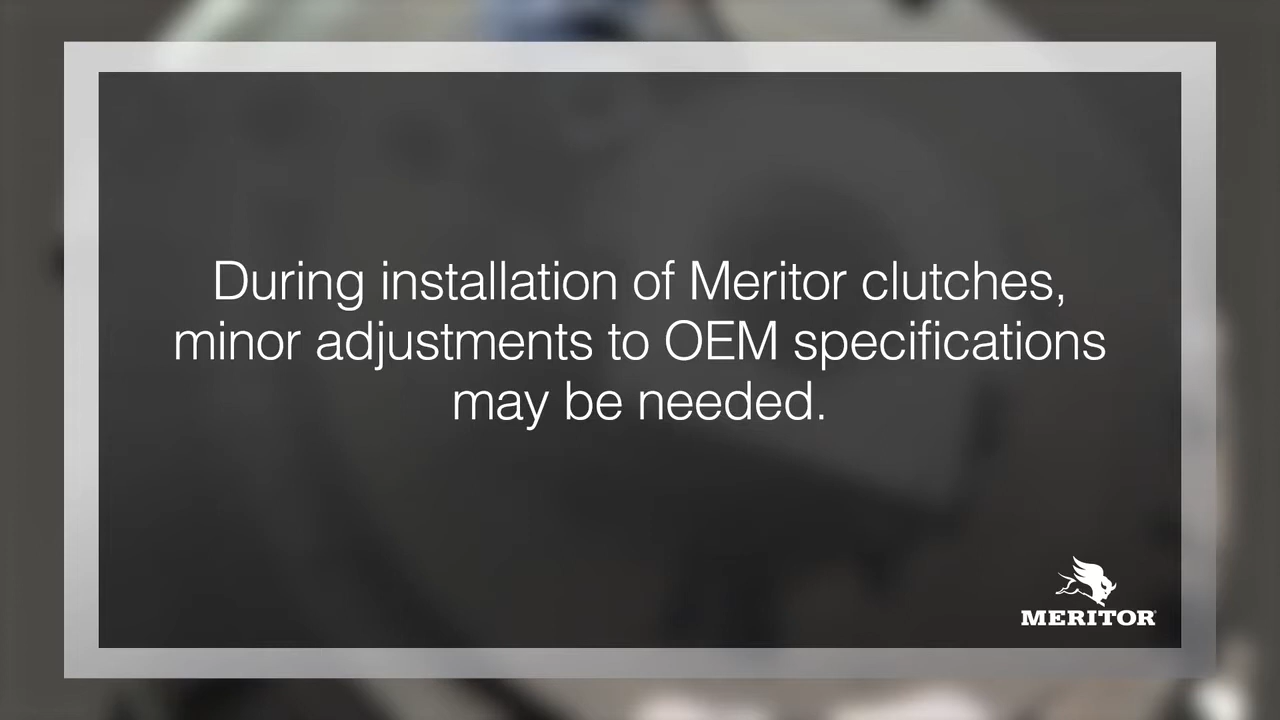 During installation of Meritor clutches,
minor adjustments to OEM specifications
may be needed.
MERITOR